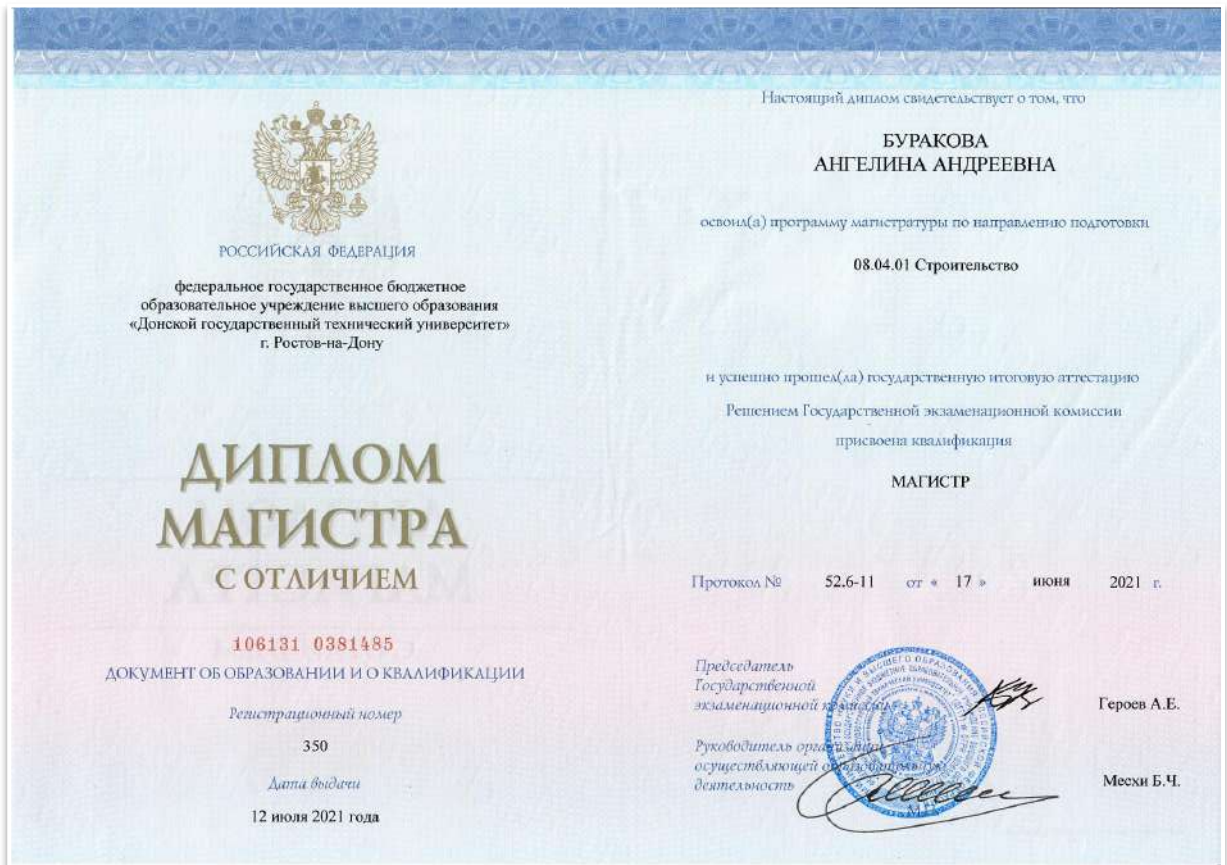 РОССИЙСКАЯ ФЕДЕРАЦИЯ
федеральное государственное бюджетное
образовательное учреждение высшего образования
«Донской государственный технический университет»
г. Ростов-на-Дону
ДИПЛОМ
МАГИСТРА
С ОТЛИЧИЕМ
106131 0381485
ДОКУМЕНТ ОБ ОБРАЗОВАНИИ И О КВАЛИФИКАЦИИ
Регистрационный номер
350
Дата выдачи
12 июля 2021 года
Настоящий диплом свидетельствует о том, что
БУРАКОВА
АНГЕЛИНА АНДРЕЕВНА
освоил(а) программу магистратуры по направлению подготовки
08.04.01 Строительство
и успешно прошел(ла) государственную итоговую аттестацию
Решением Государственной экзаменационной комиссии
присвоена квалификация
МАГИСТР
Протокол № 52.6-11 от « 17 » июня 2021 г.
Председатель
Государственной
экзаменационной
Героев А.Е.
Руководитель
осуществляющей
деятельность
Месхи Б.Ч.
М.П.